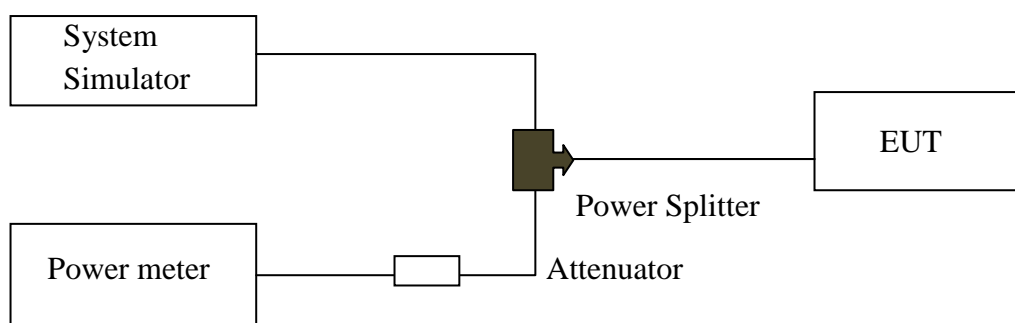 System
Simulator
EUT
Power Splitter
Power meter
Attenuator